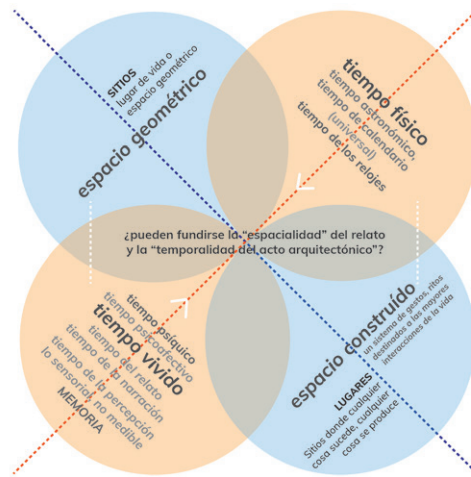 SITIOS
lugar de vida o
espacio geométrico
espacio geométrico
tiempo físico
tiempo astronómico,
tiempo de calendario
(universal)
tiempo de los relojes
¿pueden fundirse la “espacialidad” del relato
y la “temporalidad del acto arquitectónico”?
tiempo psíquico
tiempo psicoafectivo
tiempo vivido
tiempo del relato
tiempo de la narración
tiempo de la percepción
lo sensorial, no medible
MEMORIA
un sistema de gestos, ritos
destinados a las mayores
interacciones de la vida
espacio construído
LUGARES
Sitios donde cualquier
cosa sucede, cualquier
cosa se produce